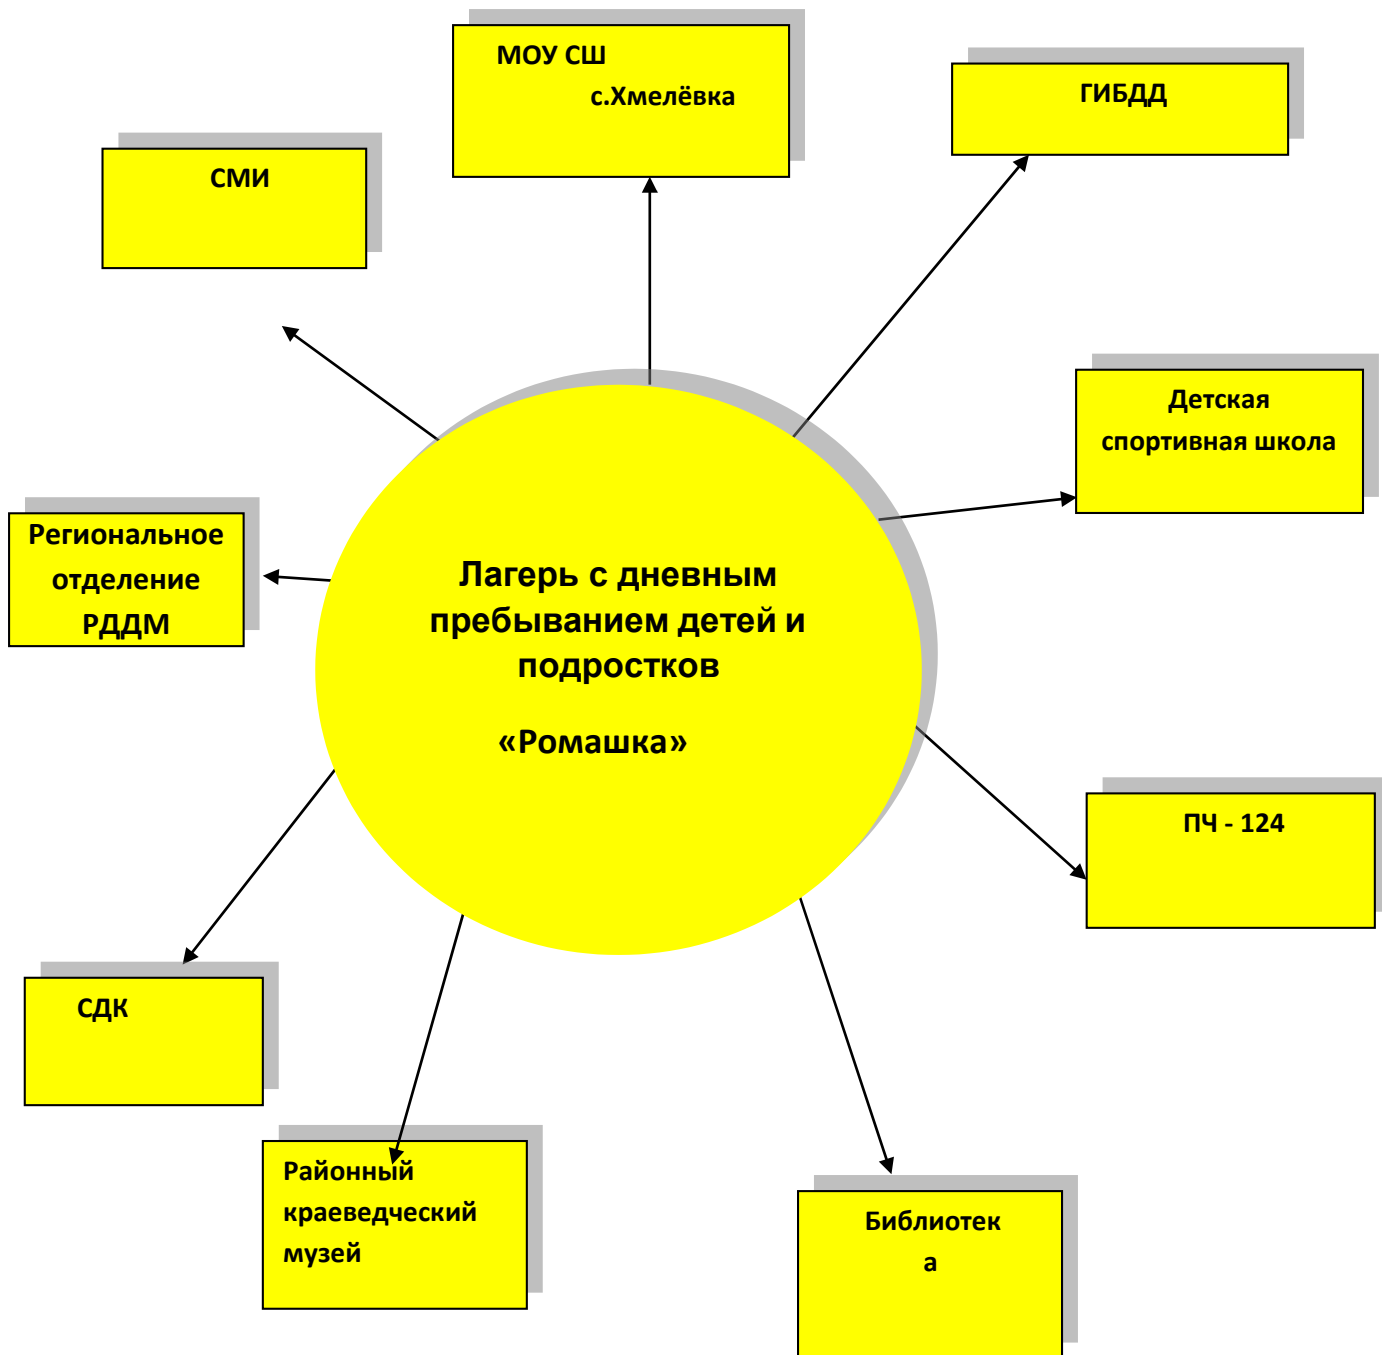 МОУ СШ
с.Хмелёвка
ГИБДД
СМИ
Детская
спортивная школа
Региональное
отделение
РДДМ
Лагерь с дневным
пребыванием детей и
подростков
«Ромашка»
ПЧ - 124
СДК
Районный
краеведческий
музей
Библиотек
а